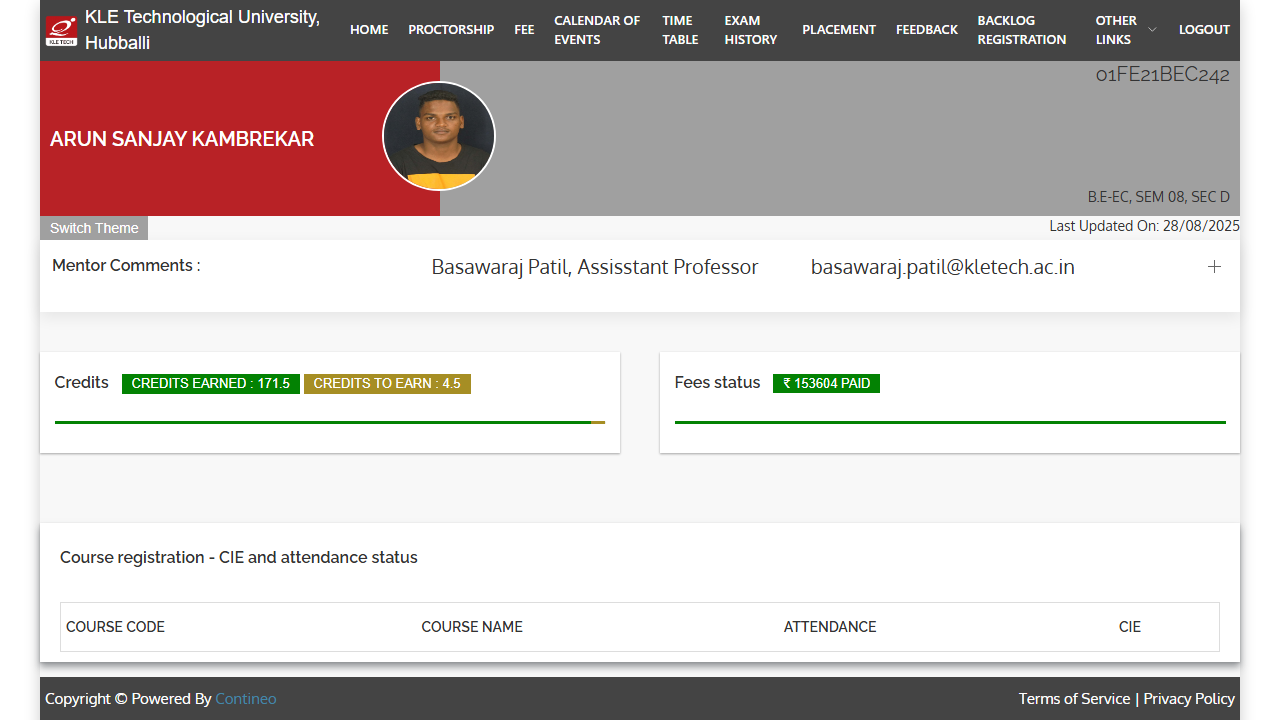 KLE TECH
KLE Technological University,
Hubballi
HOME
PROCTORSHIP
FEE
CALENDAR OF
EVENTS
TIME
TABLE
EXAM
HISTORY
PLACEMENT
FEEDBACK
BACKLOG
REGISTRATION
OTHER
LINKS
LOGOUT
01FE21BEC242
ARUN SANJAY KAMBREKAR
B.E-EC, SEM 08, SEC D
Switch Theme
Last Updated On: 28/08/2025
Mentor Comments : Basawaraj Patil, Assisstant Professor basawaraj.patil@kletech.ac.in
Credits CREDITS EARNED : 171.5 CREDITS TO EARN : 4.5
Fees status ₹ 153604 PAID
Course registration - CIE and attendance status
COURSE CODE COURSE NAME ATTENDANCE CIE
Copyright © Powered By Contineo
Terms of Service | Privacy Policy